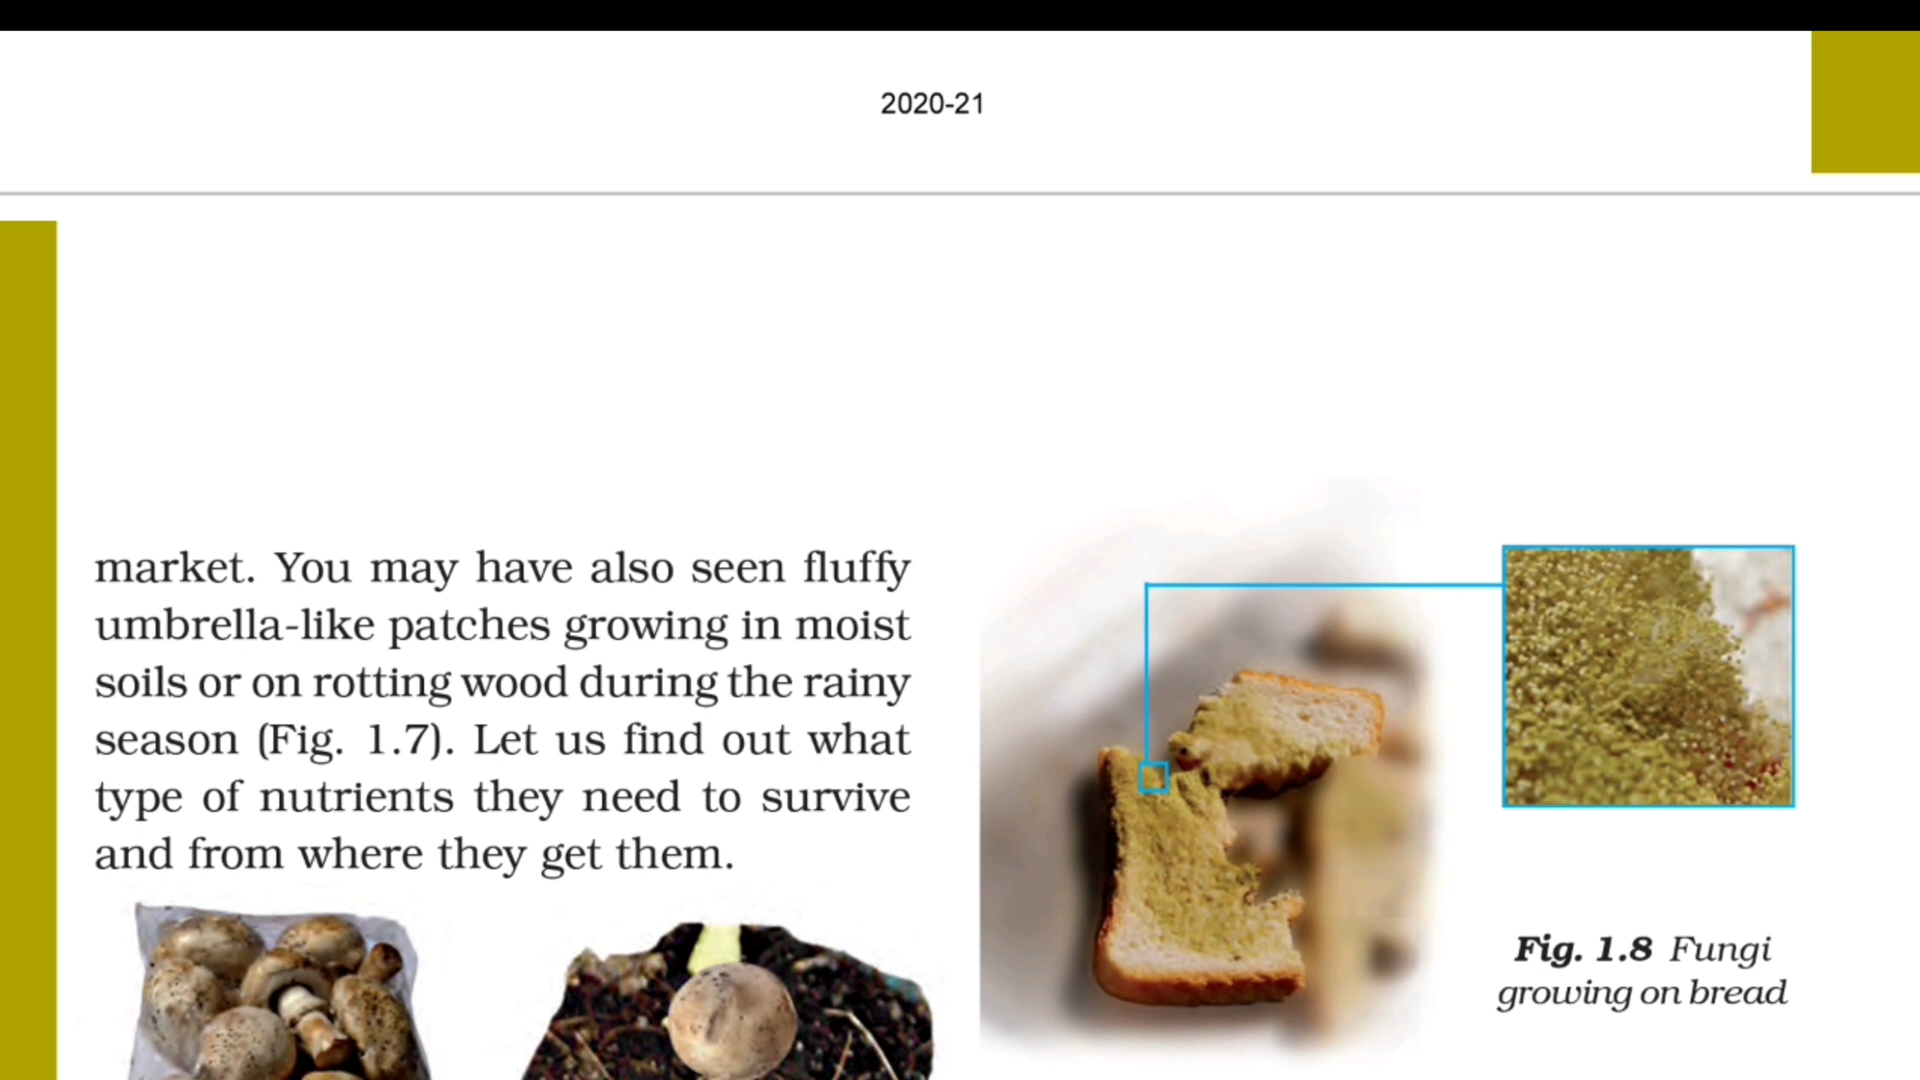 2020-21
market. You may have also seen fluffy
umbrella-like patches growing in moist
soils or on rotting wood during the rainy
season (Fig. 1.7). Let us find out what
type of nutrients they need to survive
and from where they get them.
Fig. 1.8 Fungi
growing on bread